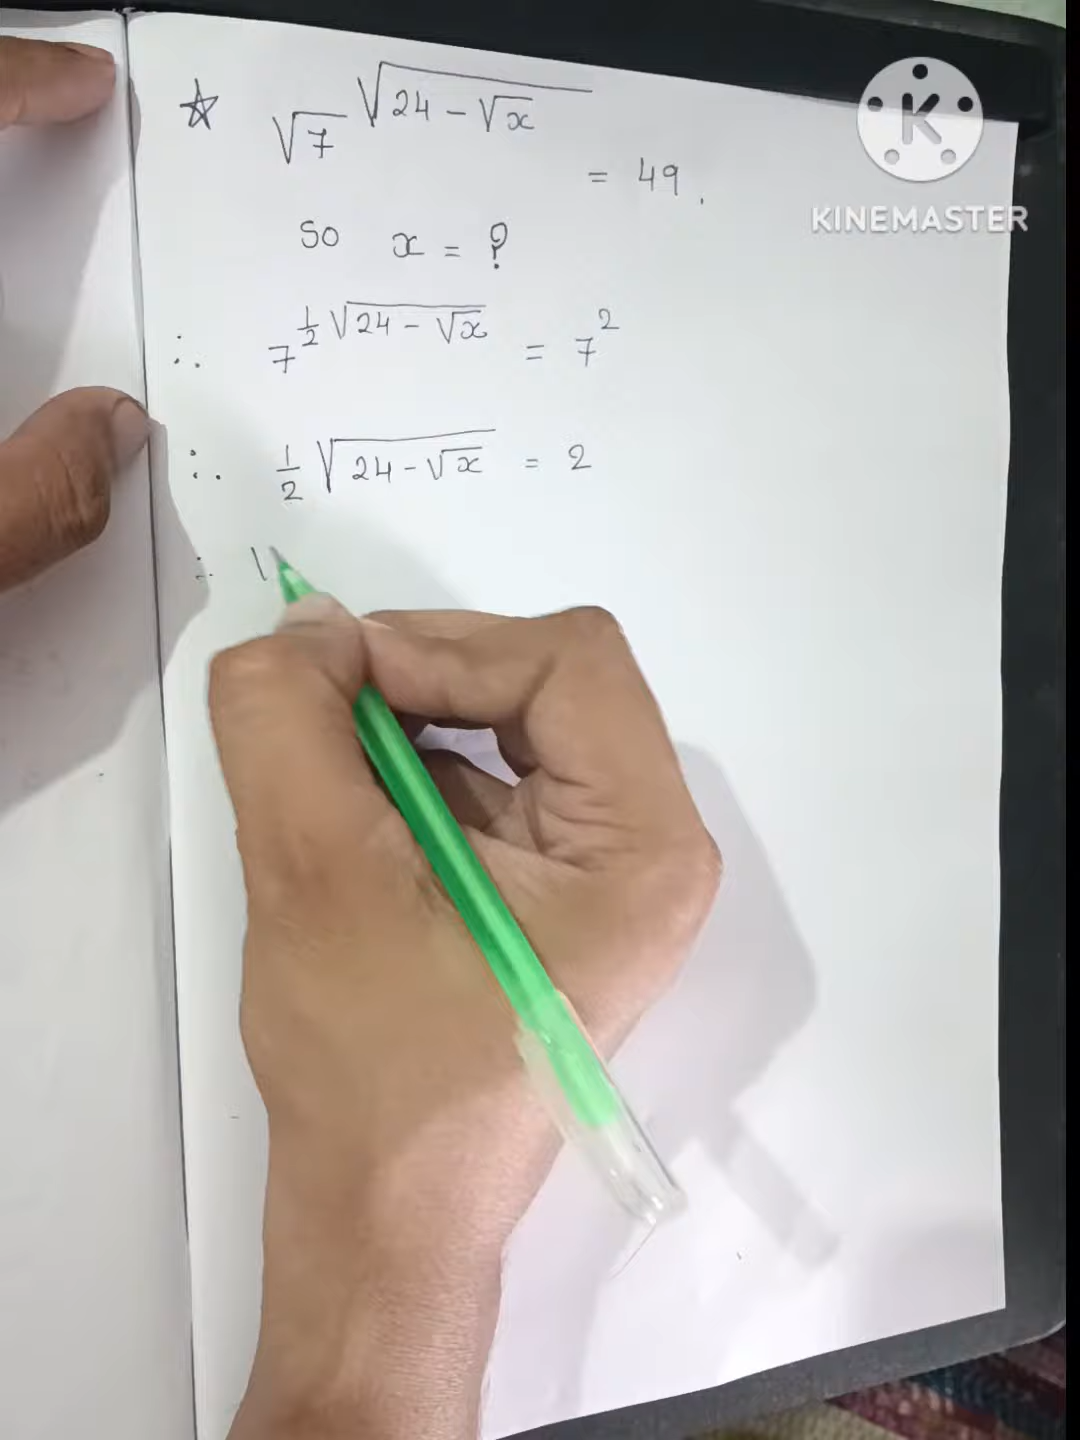 ☆ √7^√(24 - √x) = 49.
So x = ?
∴ 7^½√(24 - √x) = 7²
∴ ½ √(24 - √x) = 2
∴ √
K
KINEMASTER